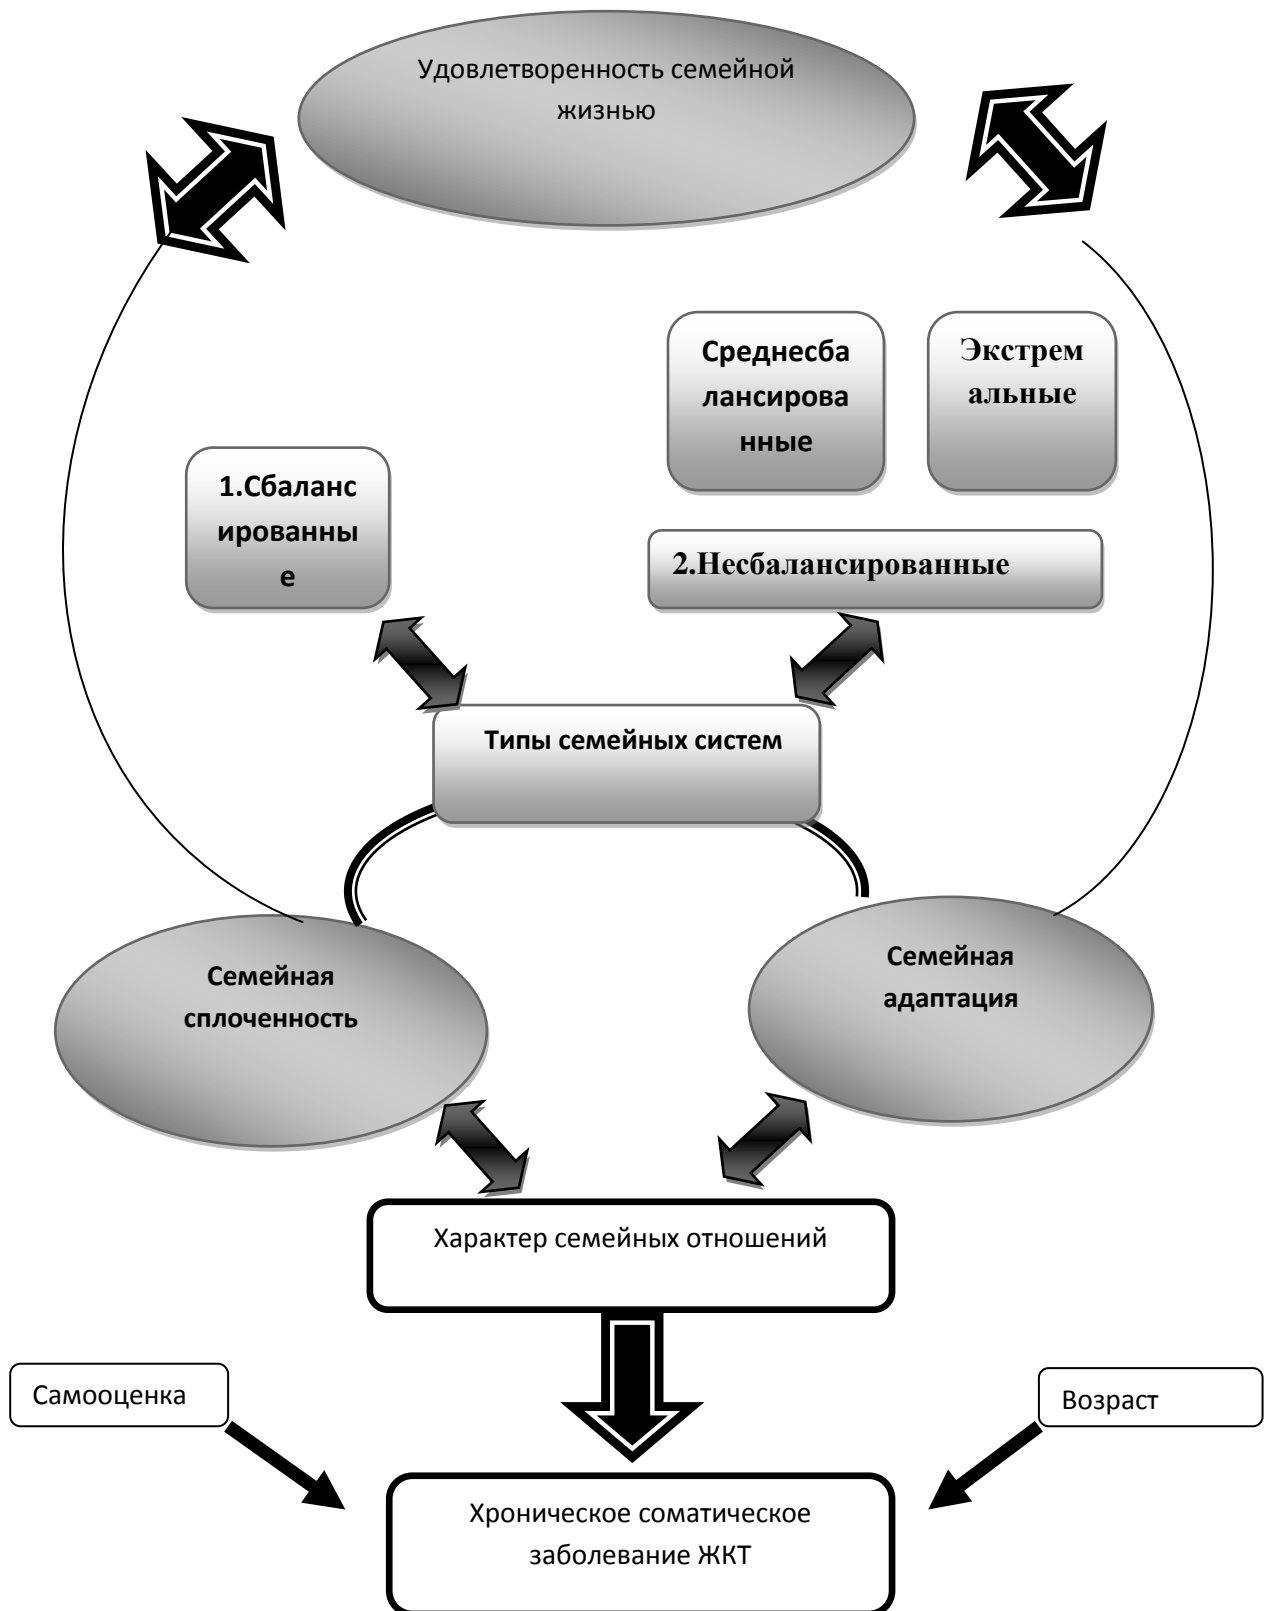 Удовлетворенность семейной
жизнью
Среднесба
лансирова
нные
Экстрем
альные
1.Сбаланс
ированны
е
2.Несбалансированные
Типы семейных систем
Семейная
сплоченность
Семейная
адаптация
Характер семейных отношений
Самооценка
Возраст
Хроническое соматическое
заболевание ЖКТ